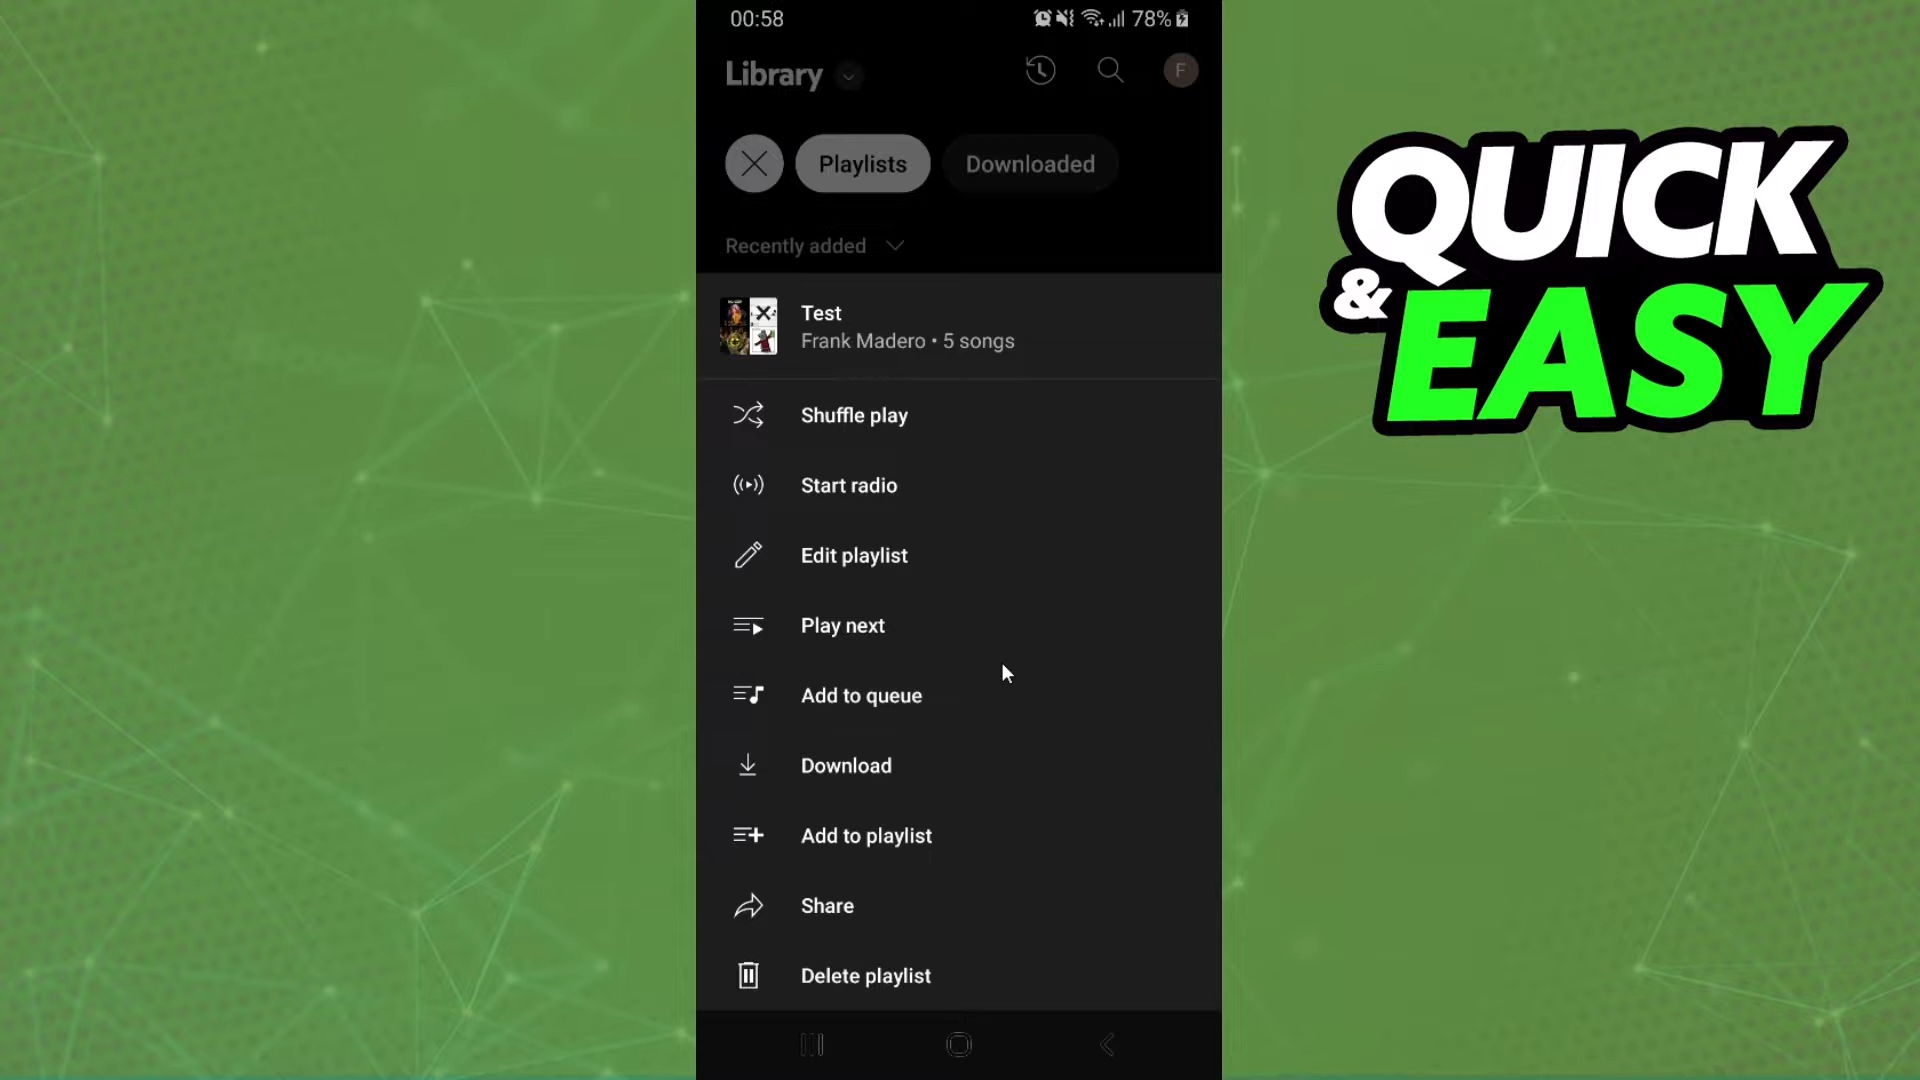 00:58
78%
Library
F
Playlists
Downloaded
Recently added
Test
Frank Madero • 5 songs
Shuffle play
Start radio
Edit playlist
Play next
Add to queue
Download
Add to playlist
Share
Delete playlist
QUICK
& EASY